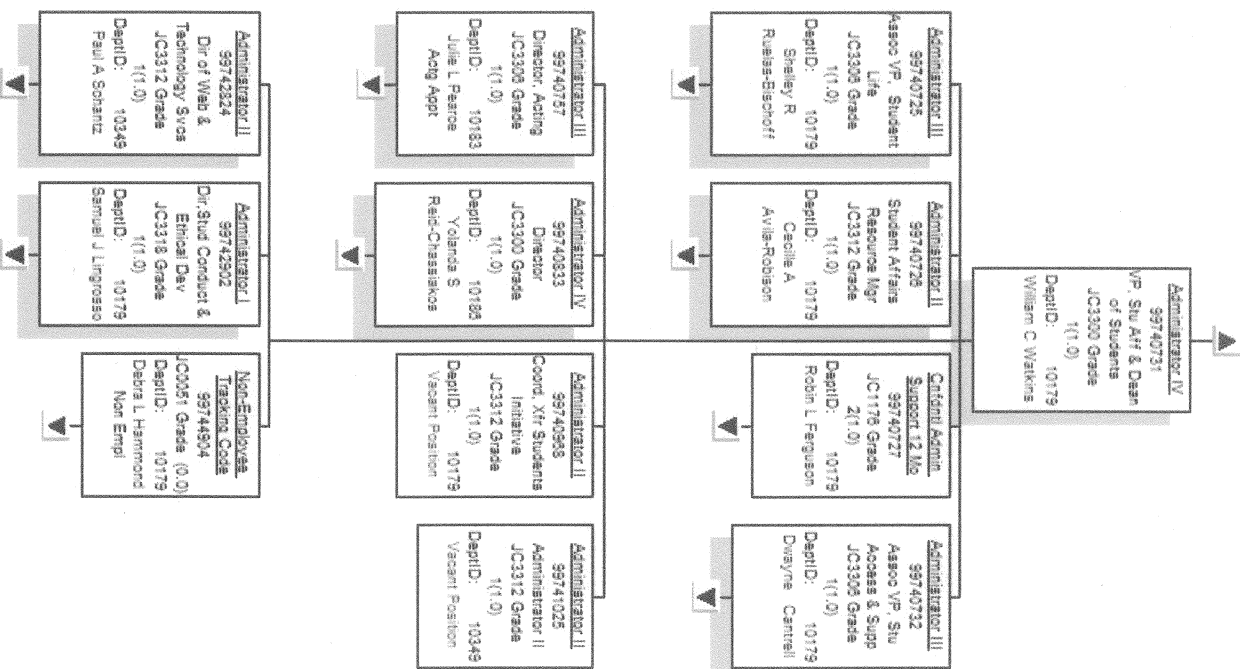 Administrator IV
99740731
VP, Stu Aff & Dean
of Students
JC3300 Grade
1(1.0)
DeptID: 10179
William C Watkins
Administrator III
99740725
Assoc VP, Student
Life
JC3306 Grade
1(1.0)
DeptID: 10179
Shelley R
Ruelas-Bischoff
Administrator II
99740726
Student Affairs
Resource Mgr
JC3312 Grade
1(1.0)
DeptID: 10179
Cecille A
Avila-Robison
Cnfdntl Admin
Support 12 Mo
99740727
JC1176 Grade
2(1.0)
DeptID: 10179
Robin L Ferguson
Administrator III
99740732
Assoc VP, Stu
Access & Supp
JC3306 Grade
1(1.0)
DeptID: 10179
Dwayne Cantrell
Administrator III
99740757
Director, Acting
JC3306 Grade
1(1.0)
DeptID: 10183
Julie L Pearce
Actg Appt
Administrator IV
99740833
Director
JC3300 Grade
1(1.0)
DeptID: 10186
Yolanda S
Reid-Chassiakos
Administrator II
99740968
Coord. Xfr Students
Initiative
JC3312 Grade
1(1.0)
DeptID: 10179
Vacant Position
Administrator II
99741025
Administrator II
JC3312 Grade
1(1.0)
DeptID: 10349
Vacant Position
Administrator II
99742824
Dir of Web &
Technology Svcs
JC3312 Grade
1(1.0)
DeptID: 10349
Paul A Schantz
Administrator I
99742902
Dir,Stud Conduct &
Ethical Dev
JC3318 Grade
1(1.0)
DeptID: 10179
Samuel J Lingrosso
Non-Employee
Tracking Code
99744904
JC0051 Grade (0.0)
DeptID: 10179
Debra L Hammond
Non Empl